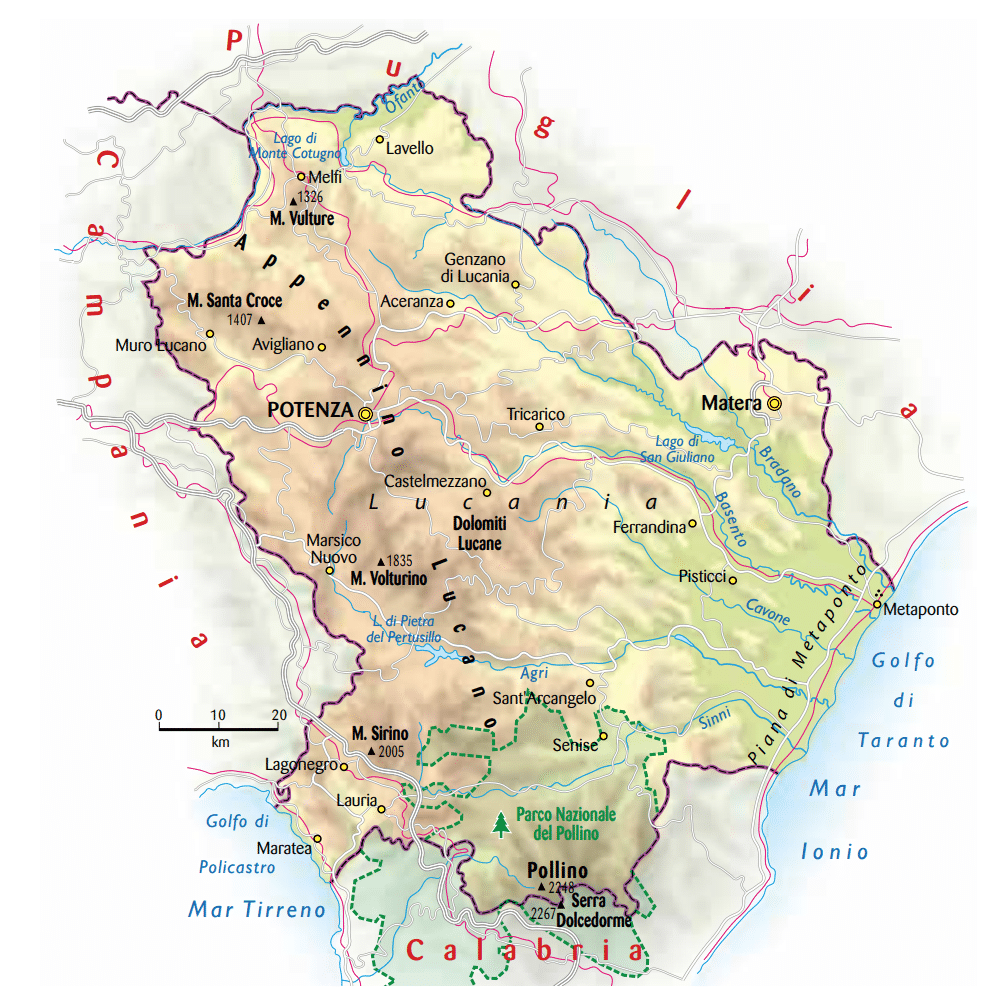 P u g l i a
C a m p a n i a
Ofanto
Lago di
Monte Cotugno
Lavello
Melfi
1326
M. Vulture
A p p e n n i n o
Genzano
di Lucania
M. Santa Croce
1407
Aceranza
Muro Lucano
Avigliano
POTENZA
Matera
Tricarico
Lago di
San Giuliano
Bradano
Castelmezzano
L u c a n i a
Basento
Dolomiti
Lucane
Ferrandina
Marsico
Nuovo
1835
M. Volturino
L u c a n o
Pisticci
Metaponto
Cavone
Piana di Metaponto
L. di Pietra
del Pertusillo
Agri
Golfo
di
Taranto
Sant'Arcangelo
Sinni
0 10 20
km
M. Sirino
2005
Senise
Lagonegro
Mar
Ionio
Lauria
Parco Nazionale
del Pollino
Golfo di
Policastro
Maratea
Pollino
2248
Serra
Dolcedorme
2267
Mar Tirreno
C a l a b r i a